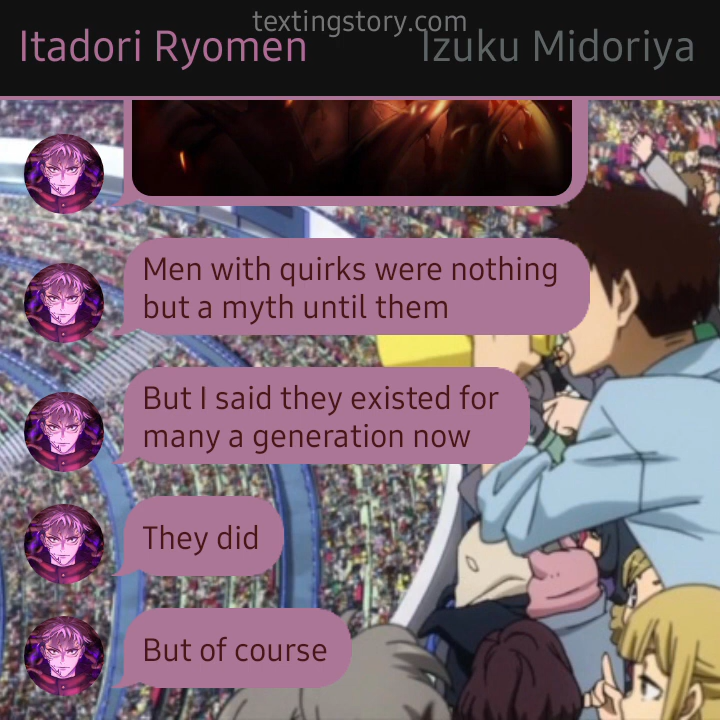 textingstory.com
Itadori Ryomen
Izuku Midoriya
Men with quirks were nothing
but a myth until them
But I said they existed for
many a generation now
They did
But of course